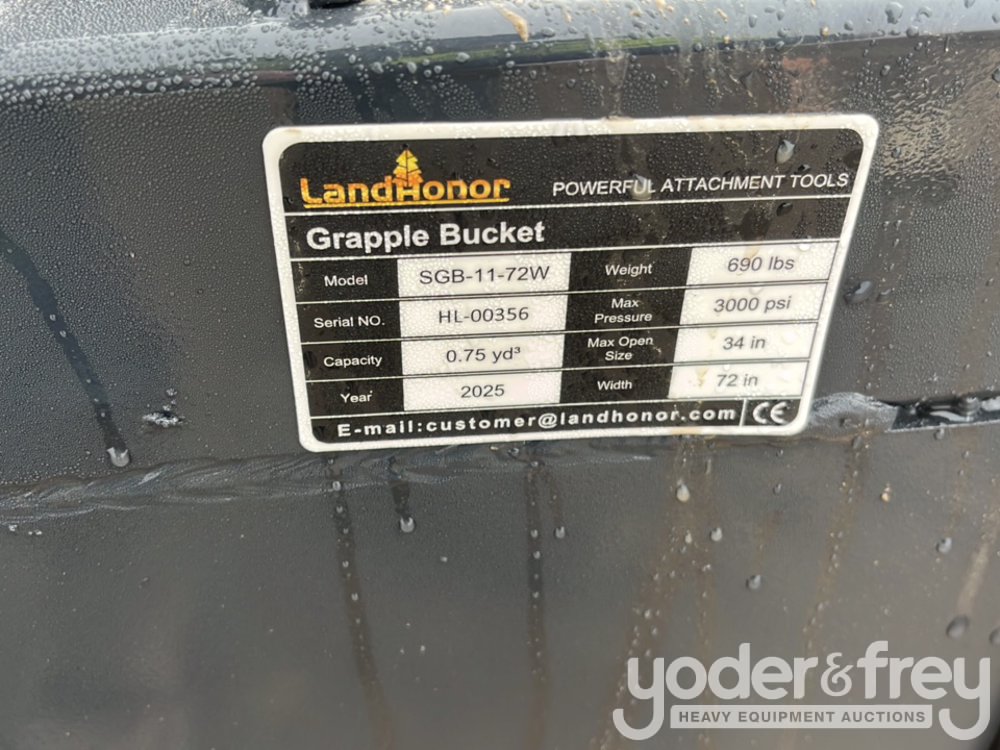 LandHonor POWERFUL ATTACHMENT TOOLS
Grapple Bucket
Model SGB-11-72W Weight 690 lbs
Serial NO. HL-00356 Max Pressure 3000 psi
Capacity 0.75 yd³ Max Open Size 34 in
Year 2025 Width 72 in
E-mail:customer@landhonor.com CE
yoder&frey
HEAVY EQUIPMENT AUCTIONS